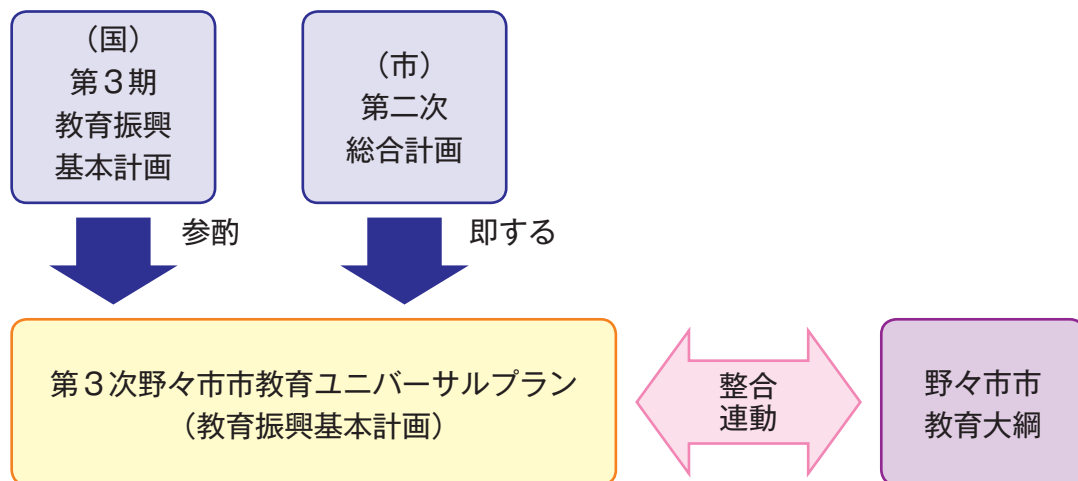 （国）
第３期
教育振興
基本計画
（市）
第二次
総合計画
参酌
即する
第３次野々市市教育ユニバーサルプラン
（教育振興基本計画）
整合
連動
野々市市
教育大綱